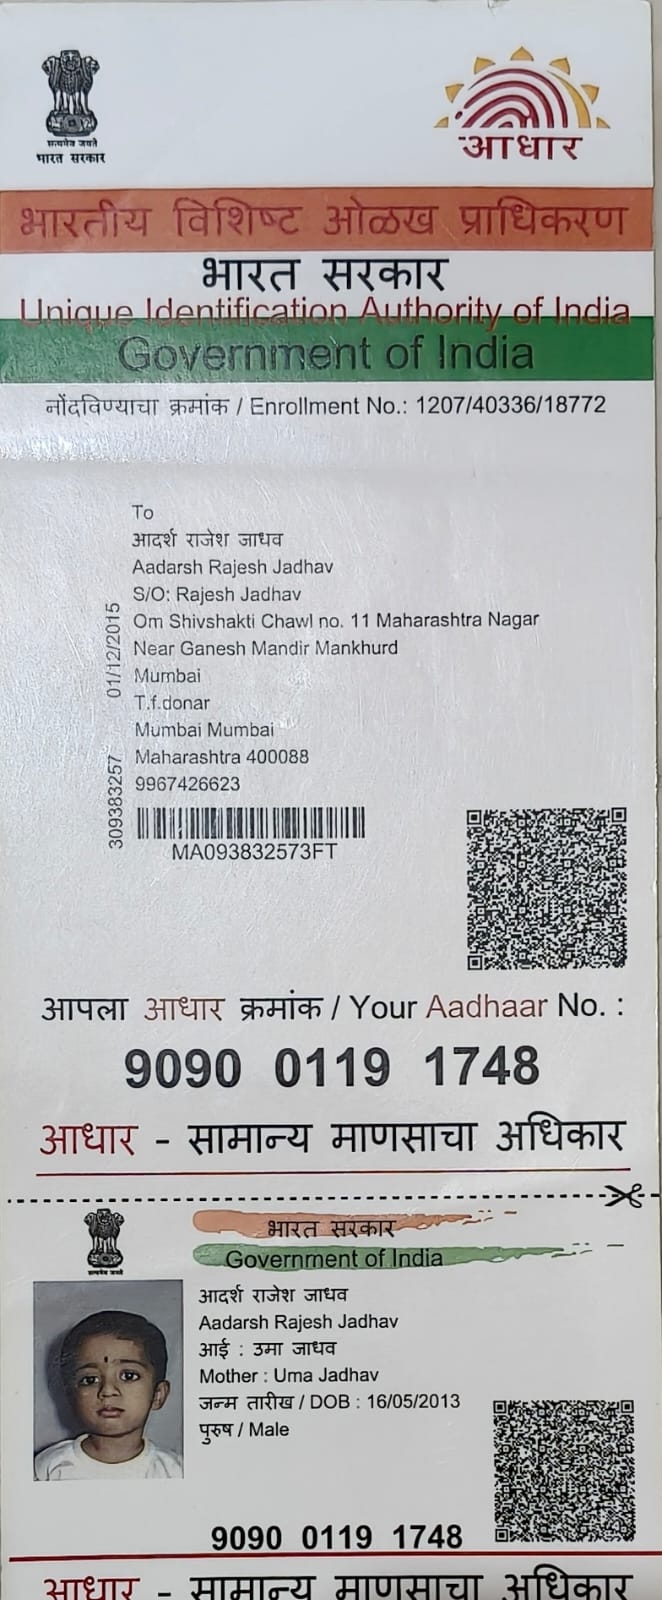 सत्यमेव जयते
भारत सरकार
आधार
भारतीय विशिष्ट ओळख प्राधिकरण
भारत सरकार
Unique Identification Authority of India
Government of India
नोंदविण्याचा क्रमांक / Enrollment No.: 1207/40336/18772
To
आदर्श राजेश जाधव
Aadarsh Rajesh Jadhav
S/O: Rajesh Jadhav
Om Shivshakti Chawl no. 11 Maharashtra Nagar
Near Ganesh Mandir Mankhurd
Mumbai
T.f.donar
Mumbai Mumbai
Maharashtra 400088
9967426623
309383257 01/12/2015
MA093832573FT
आपला आधार क्रमांक / Your Aadhaar No. :
9090 0119 1748
आधार - सामान्य माणसाचा अधिकार
सत्यमेव जयते
भारत सरकार
Government of India
आदर्श राजेश जाधव
Aadarsh Rajesh Jadhav
आई : उमा जाधव
Mother : Uma Jadhav
जन्म तारीख / DOB : 16/05/2013
पुरुष / Male
9090 0119 1748
आधार - सामान्य माणसाचा अधिकार